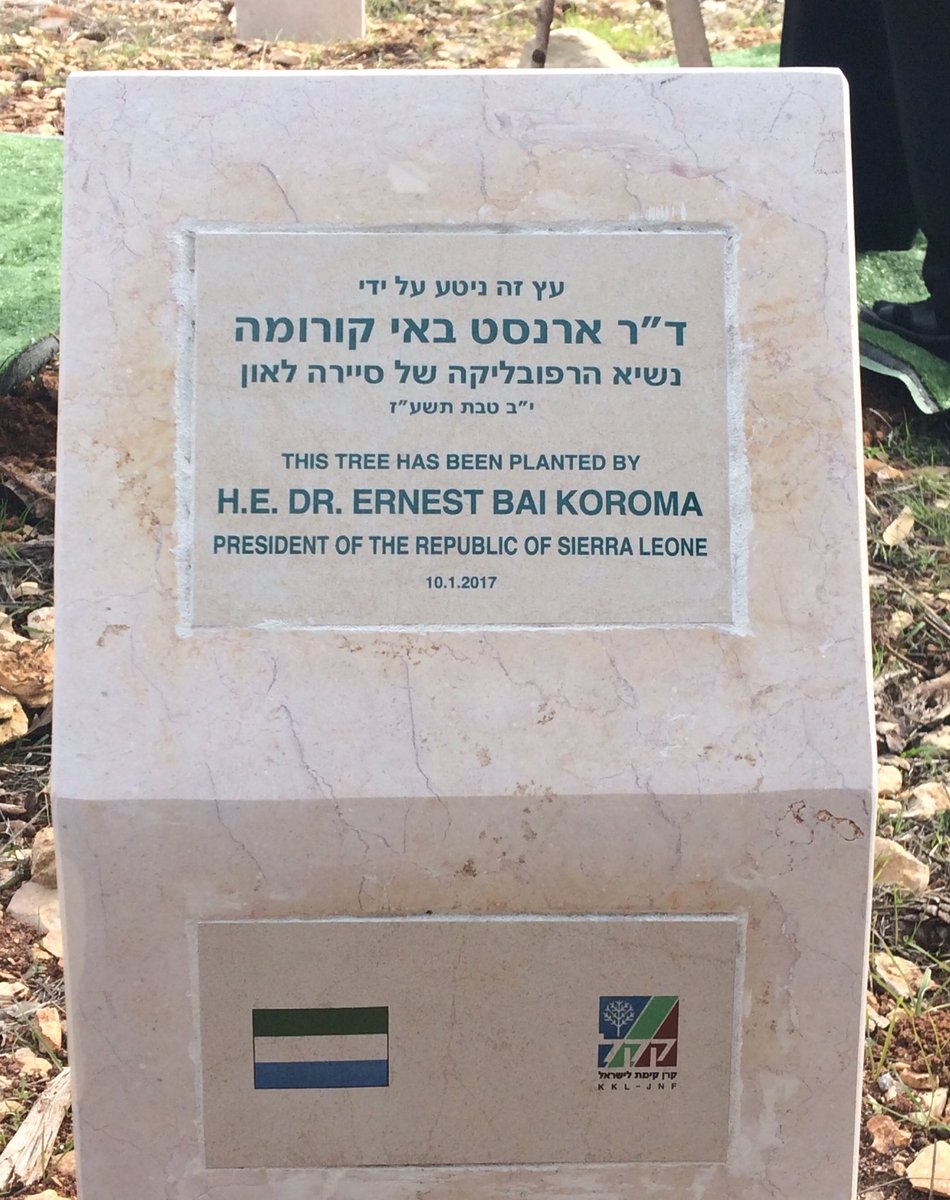 עץ זה ניטע על ידי
ד״ר ארנסט באי קורומה
נשיא הרפובליקה של סיירה לאון
י״ב טבת תשע״ז
THIS TREE HAS BEEN PLANTED BY
H.E. DR. ERNEST BAI KOROMA
PRESIDENT OF THE REPUBLIC OF SIERRA LEONE
10.1.2017
קקל
קרן קימת לישראל
KKL-JNF